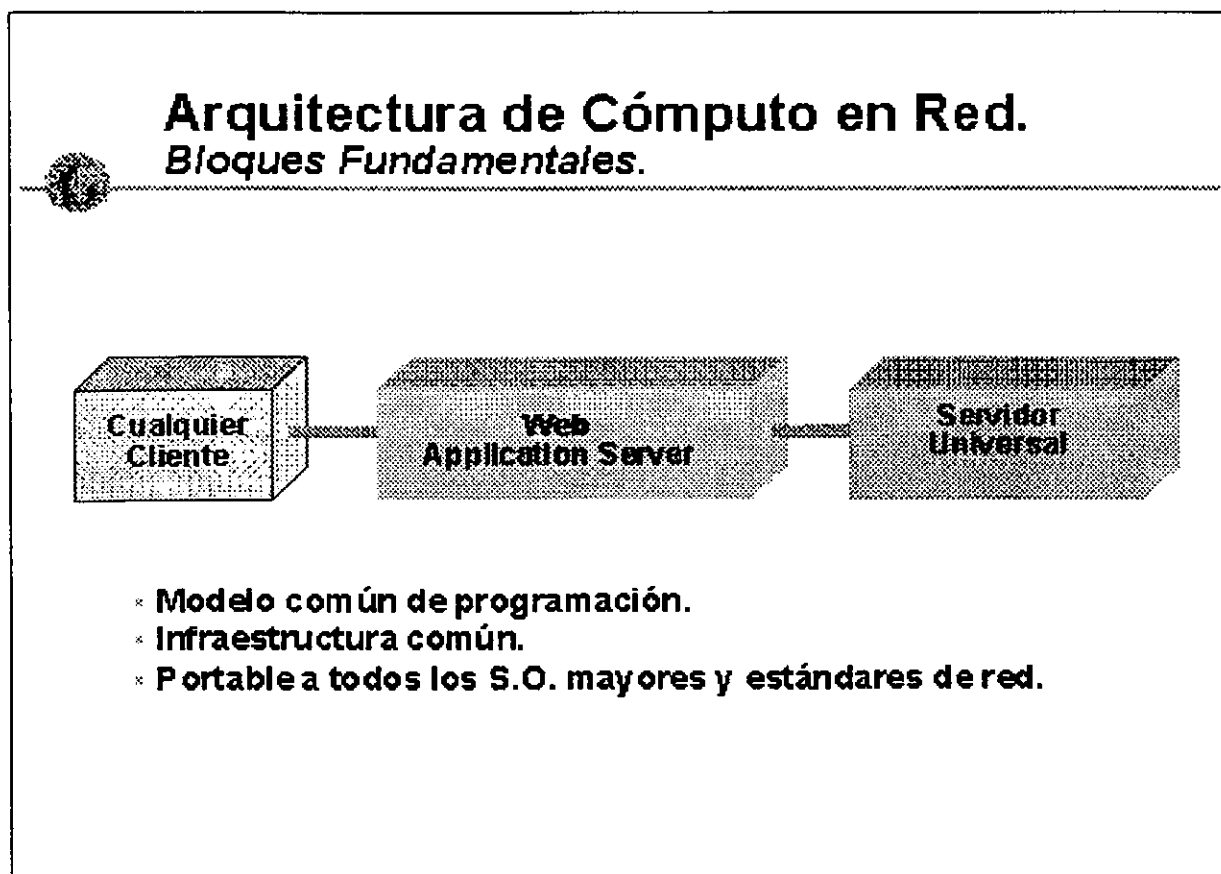 Arquitectura de Cómputo en Red.
Bloques Fundamentales.
Cualquier
Cliente
Web
Application Server
Servidor
Universal
Modelo común de programación.
Infraestructura común.
Portable a todos los S.O. mayores y estándares de red.